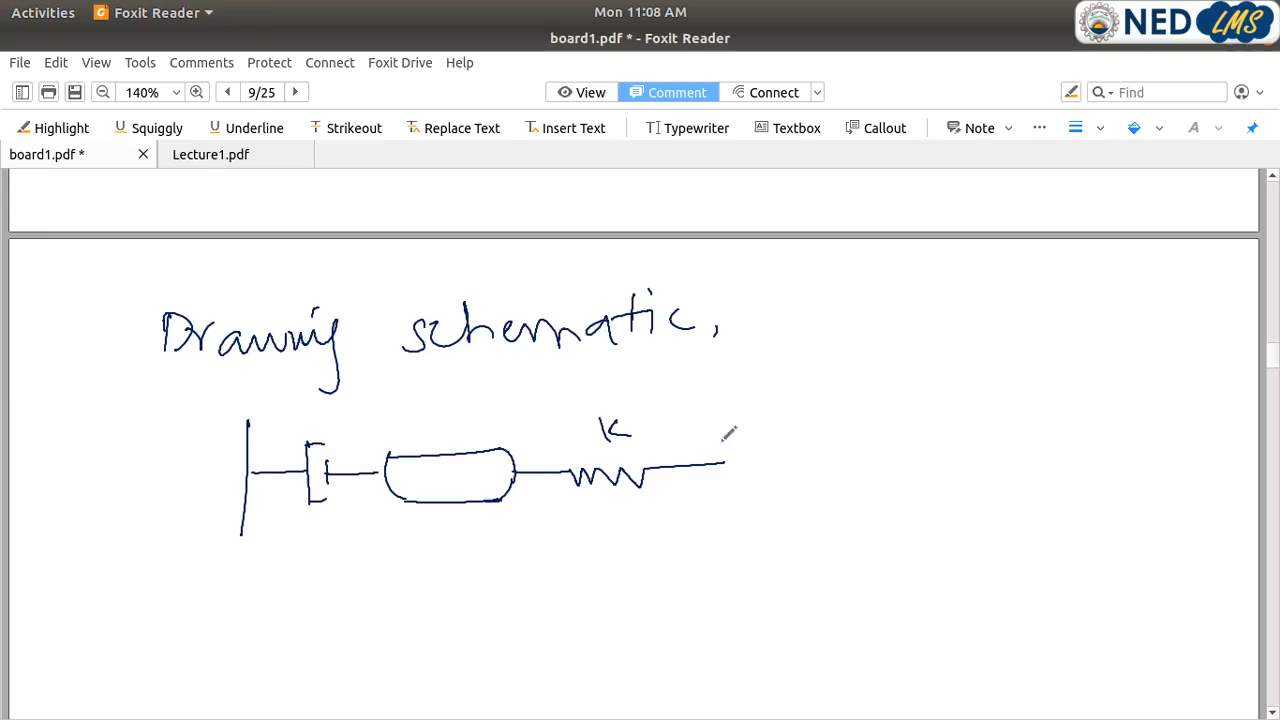 Activities Foxit Reader Mon 11:08 AM
board1.pdf * - Foxit Reader
NED LMS
File Edit View Tools Comments Protect Connect Foxit Drive Help
140% 9/25 View Comment Connect Find
Highlight Squiggly Underline Strikeout Replace Text Insert Text Typewriter Textbox Callout Note
board1.pdf * Lecture1.pdf
Drawing schematic,
K